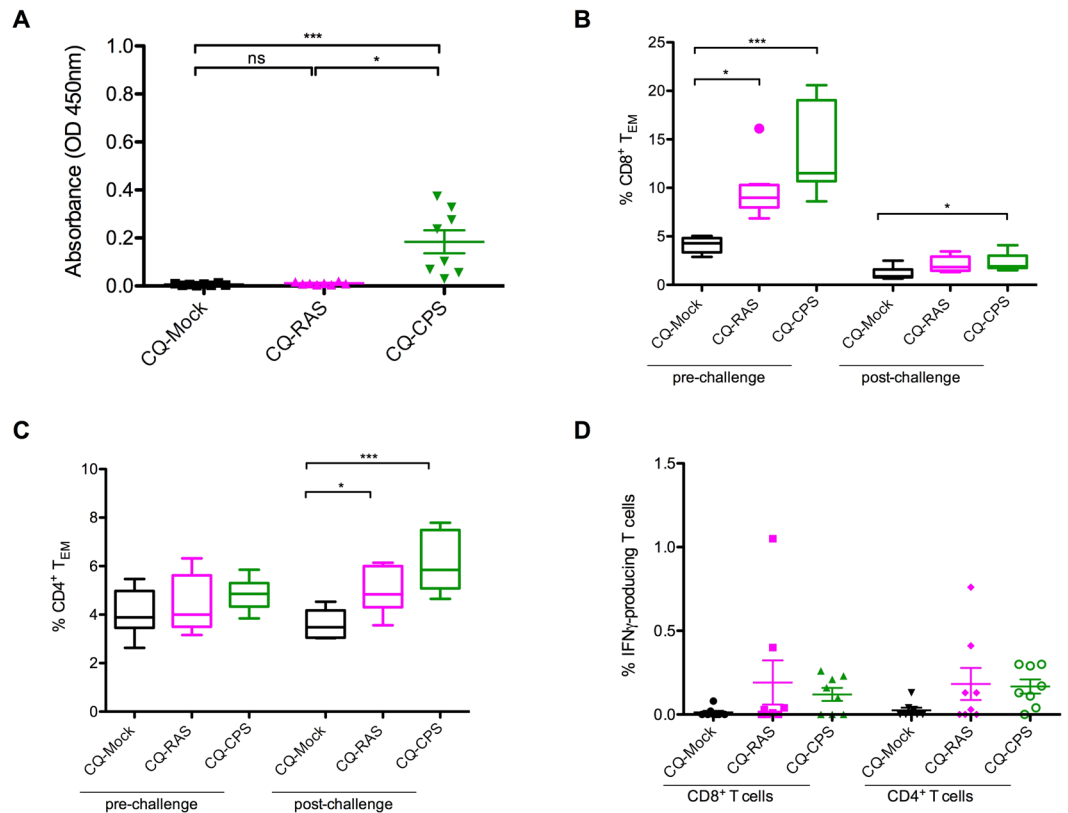 A
Absorbance (OD 450nm)
1.0
0.8
0.6
0.4
0.2
0.0
***
ns
*
CQ-Mock
CQ-RAS
CQ-CPS
B
% CD8⁺ T_EM
25
20
15
10
5
0
***
*
*
CQ-Mock
CQ-RAS
CQ-CPS
CQ-Mock
CQ-RAS
CQ-CPS
pre-challenge
post-challenge
C
% CD4⁺ T_EM
10
8
6
4
2
0
***
*
CQ-Mock
CQ-RAS
CQ-CPS
CQ-Mock
CQ-RAS
CQ-CPS
pre-challenge
post-challenge
D
% IFNγ-producing T cells
1.5
1.0
0.5
0.0
CQ-Mock
CQ-RAS
CQ-CPS
CQ-Mock
CQ-RAS
CQ-CPS
CD8⁺ T cells
CD4⁺ T cells